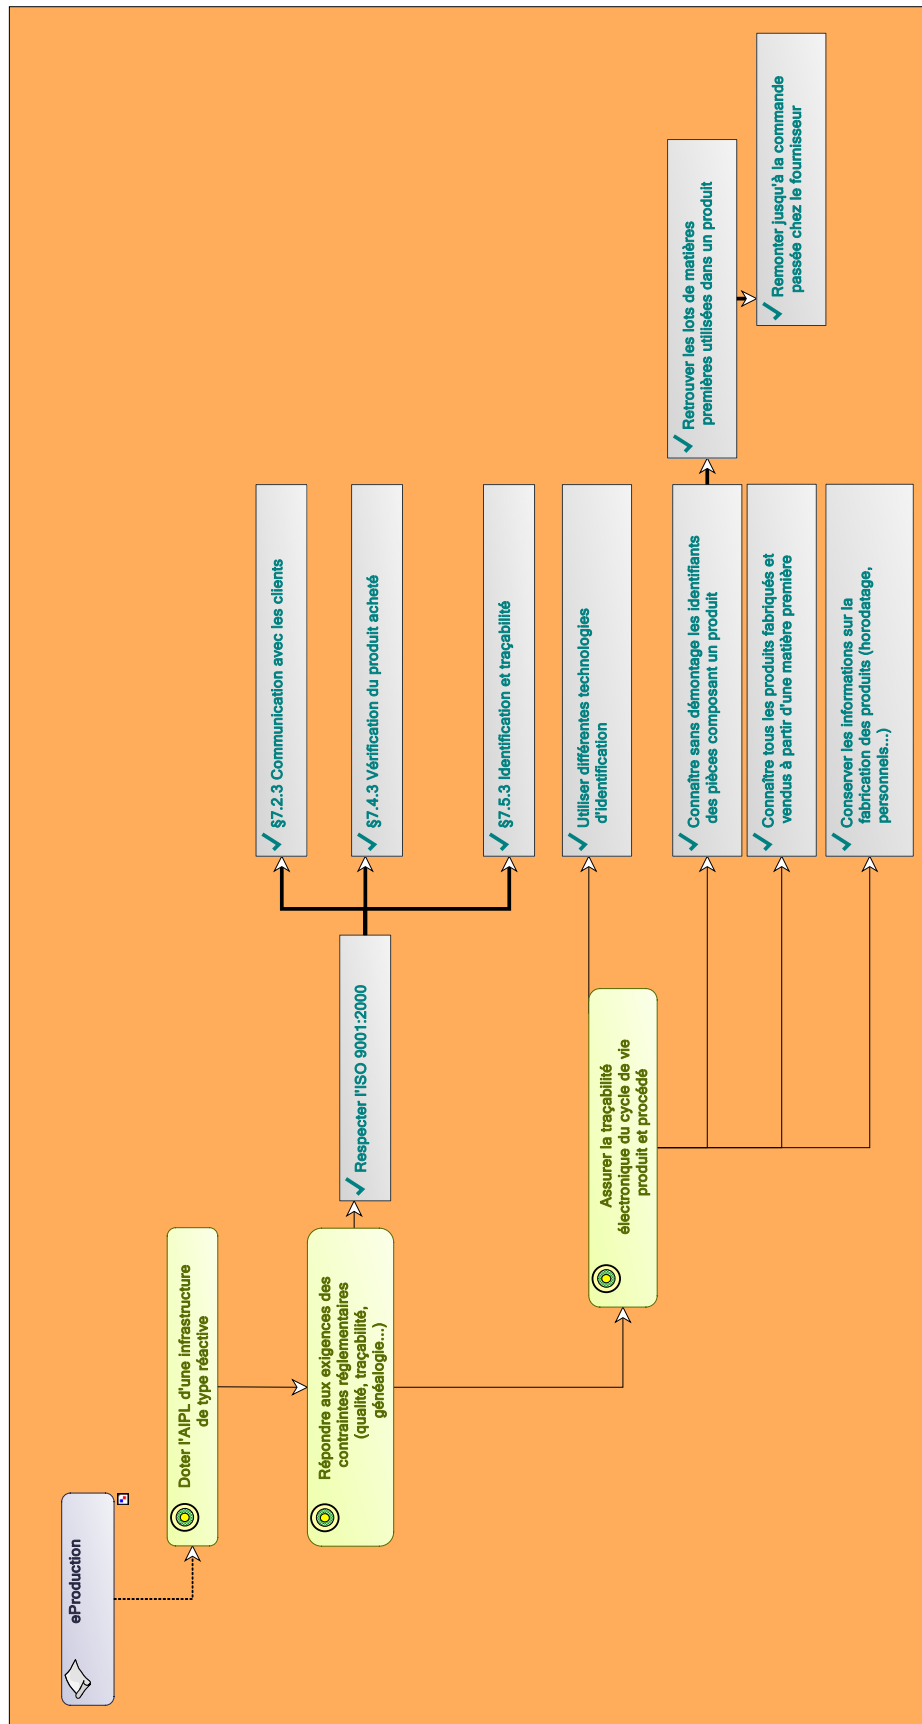 eProduction
Doter l'AIPL d'une infrastructure
de type réactive
Répondre aux exigences des
contraintes réglementaires
(qualité, traçabilité,
généalogie...)
Respecter l'ISO 9001:2000
§7.2.3 Communication avec les clients
§7.4.3 Vérification du produit acheté
§7.5.3 Identification et traçabilité
Assurer la traçabilité
électronique du cycle de vie
produit et procédé
Utiliser différentes technologies
d'identification
Connaître sans démontage les identifiants
des pièces composant un produit
Retrouver les lots de matières
premières utilisées dans un produit
Remonter jusqu'à la commande
passée chez le fournisseur
Connaître tous les produits fabriqués et
vendus à partir d'une matière première
Conserver les informations sur la
fabrication des produits (horodatage,
personnels...)